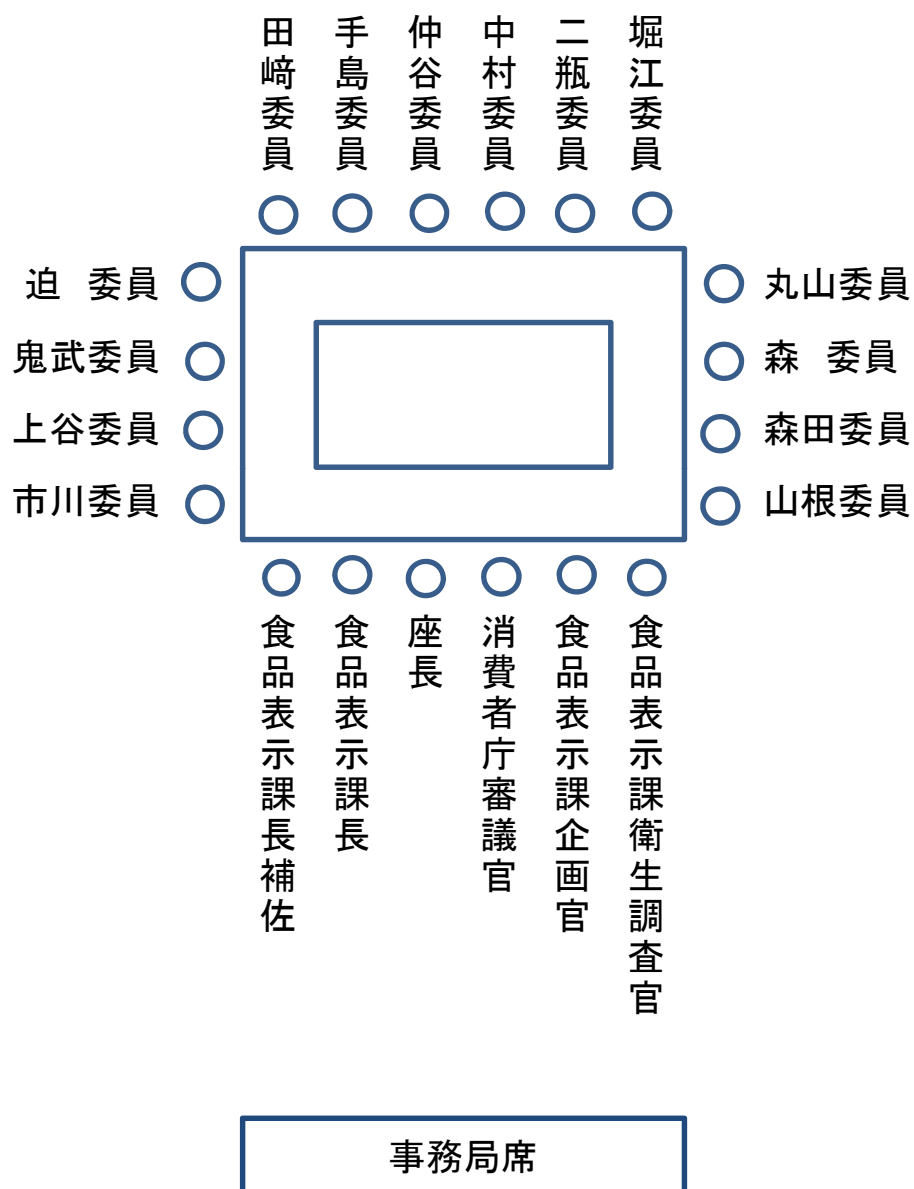 田﨑委員
手島委員
仲谷委員
中村委員
二瓶委員
堀江委員
迫 委員
鬼武委員
上谷委員
市川委員
丸山委員
森 委員
森田委員
山根委員
食品表示課長補佐
食品表示課長
座長
消費者庁審議官
食品表示課企画官
食品表示課衛生調査官
事務局席